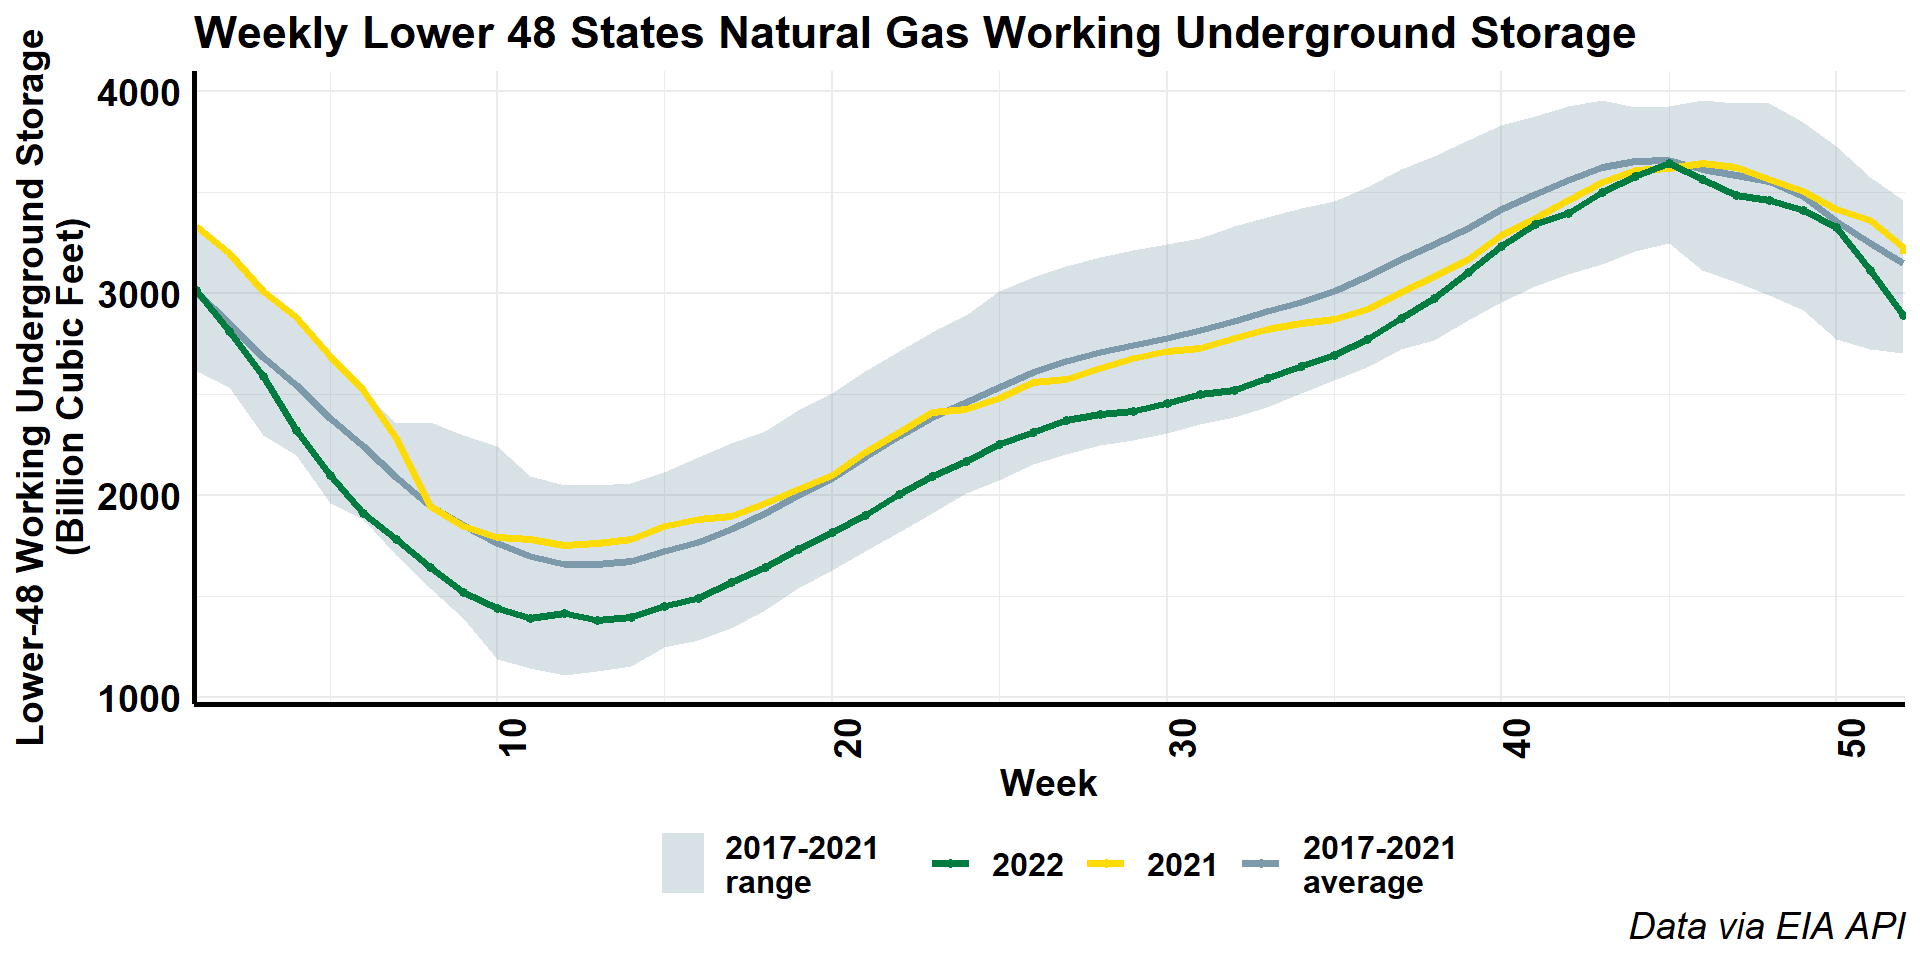 Weekly Lower 48 States Natural Gas Working Underground Storage
Lower-48 Working Underground Storage
(Billion Cubic Feet)
4000
3000
2000
1000
10
20
30
40
50
Week
2017-2021
range
2022
2021
2017-2021
average
Data via EIA API